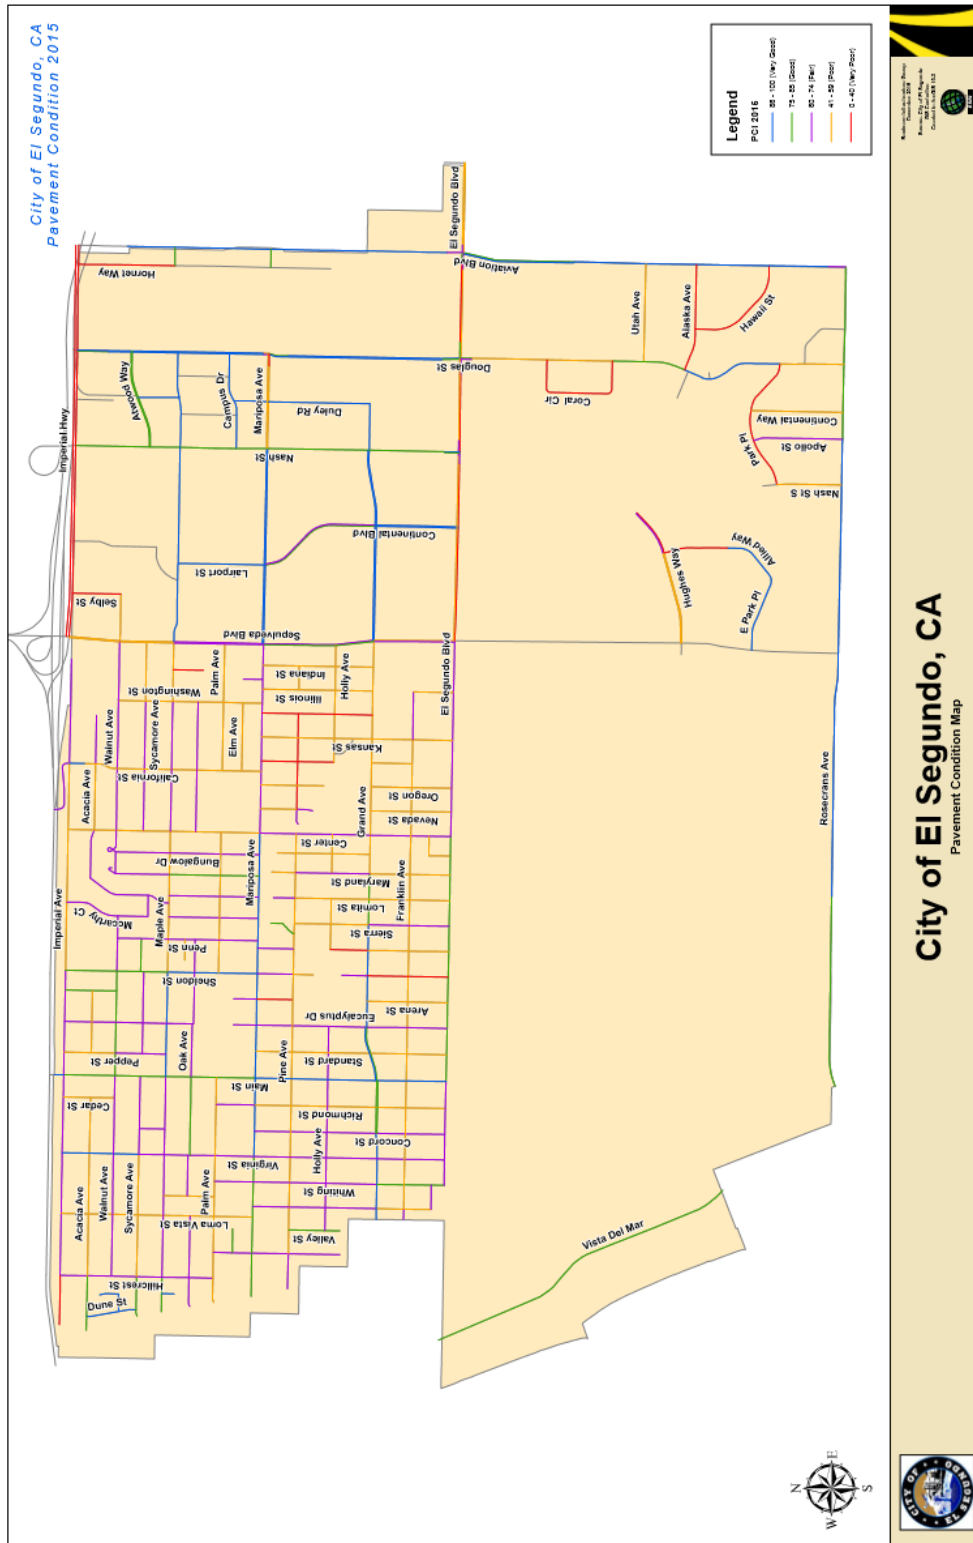 City of El Segundo, CA
Pavement Condition 2015
Legend
PCI 2016
86 - 100 (Very Good)
75 - 85 (Good)
60 - 74 (Fair)
41 - 59 (Poor)
0 - 40 (Very Poor)
Imperial Hwy
Hornet Way
Atwood Way
Campus Dr
Mariposa Ave
Duley Rd
Nash St
Lairport St
Continental Blvd
Selby St
Sepulveda Blvd
El Segundo Blvd
Aviation Blvd
Douglas St
Utah Ave
Alaska Ave
Hawaii St
Coral Cir
Park Pl
Continental Way
Apollo St
Nash St S
Hughes Way
Allied Way
E Park Pl
El Segundo Blvd
Rosecrans Ave
Imperial Ave
Acacia Ave
Walnut Ave
Sycamore Ave
Washington St
Palm Ave
Elm Ave
California St
Indiana St
Illinois St
Holly Ave
Kansas St
Oregon St
Nevada St
Grand Ave
Center St
Bungalow Dr
Mariposa Ave
Maryland St
Franklin Ave
Lomita St
Sierra St
Mccarthy Ct
Maple Ave
Penn St
Sheldon St
Eucalyptus Dr
Arena St
Pepper St
Oak Ave
Pine Ave
Standard St
Main St
Cedar St
Richmond St
Concord St
Virginia St
Holly Ave
Whiting St
Acacia Ave
Walnut Ave
Sycamore Ave
Palm Ave
Loma Vista St
Valley St
Hillcrest St
Dune St
Vista Del Mar
N
W
E
S
City of El Segundo, CA
Pavement Condition Map
CITY OF
EL SEGUNDO